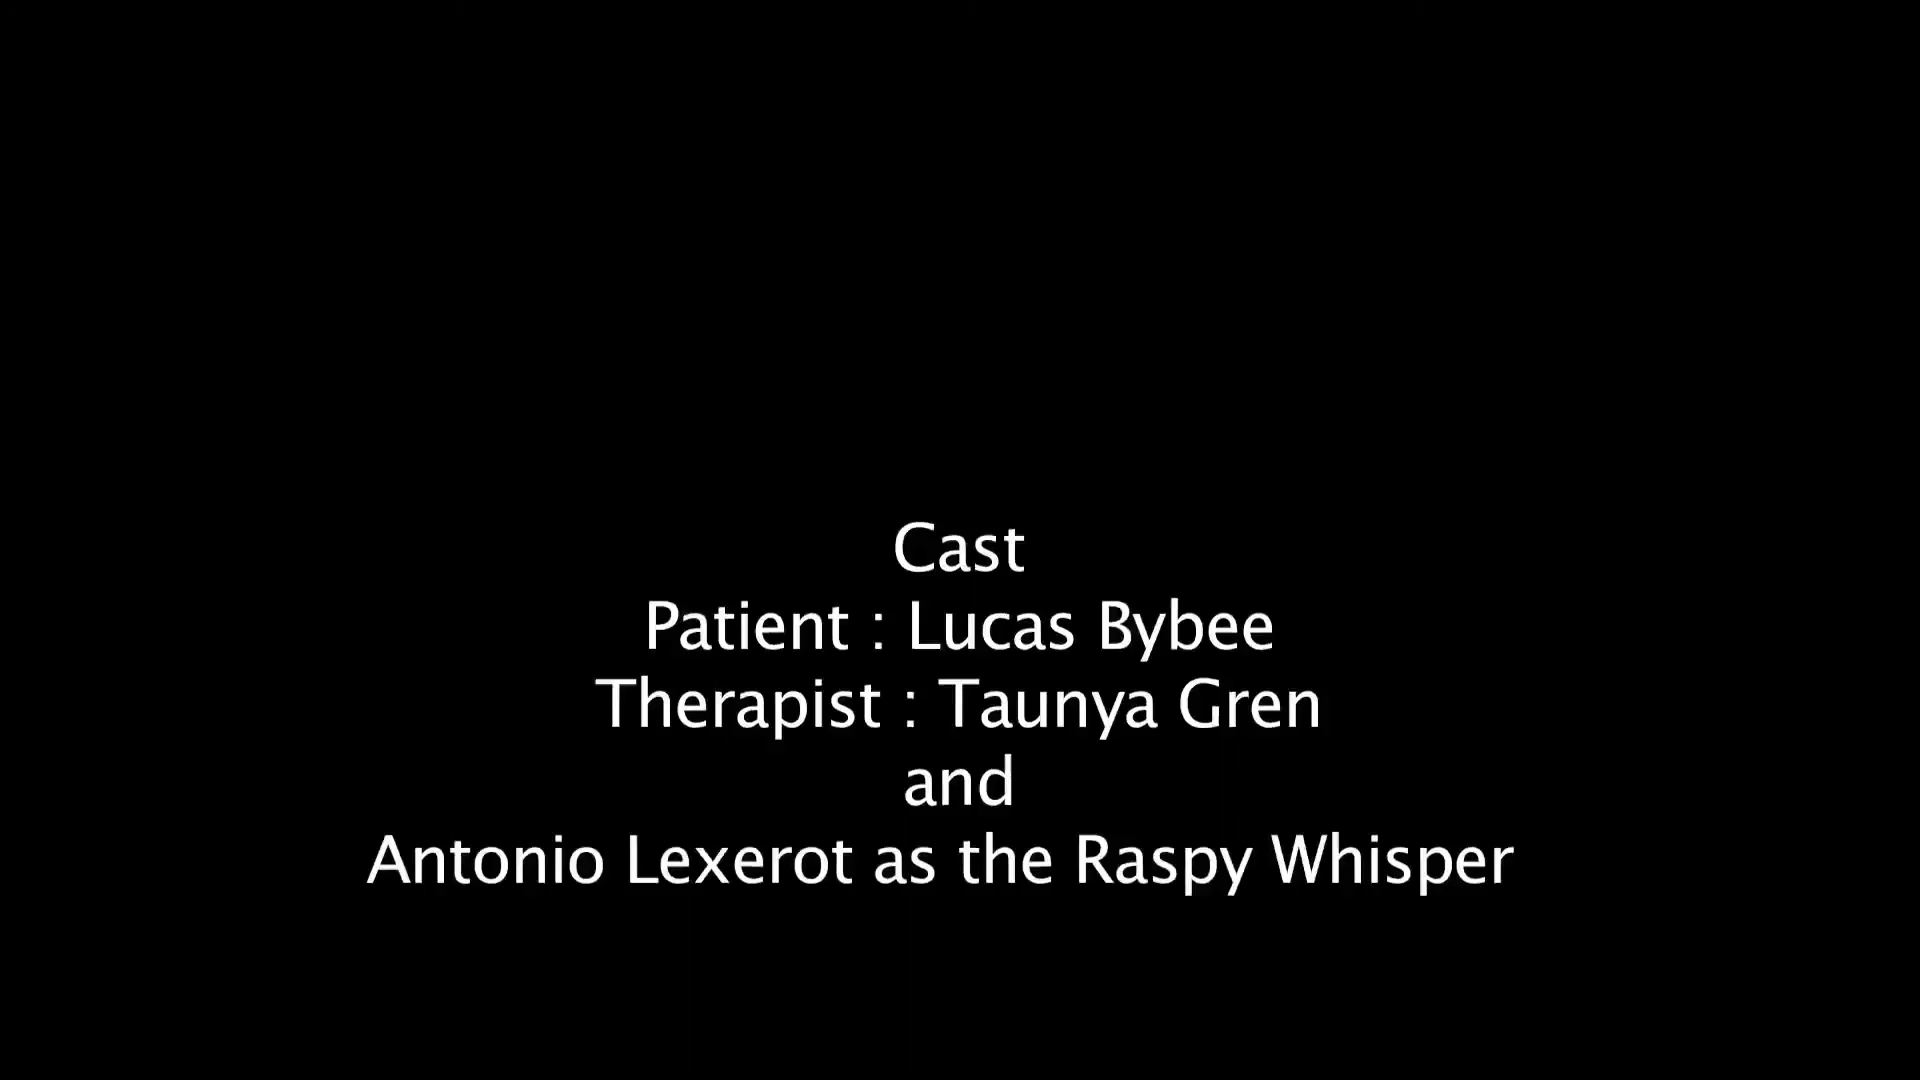 Cast
Patient : Lucas Bybee
Therapist : Taunya Gren
and
Antonio Lexerot as the Raspy Whisper